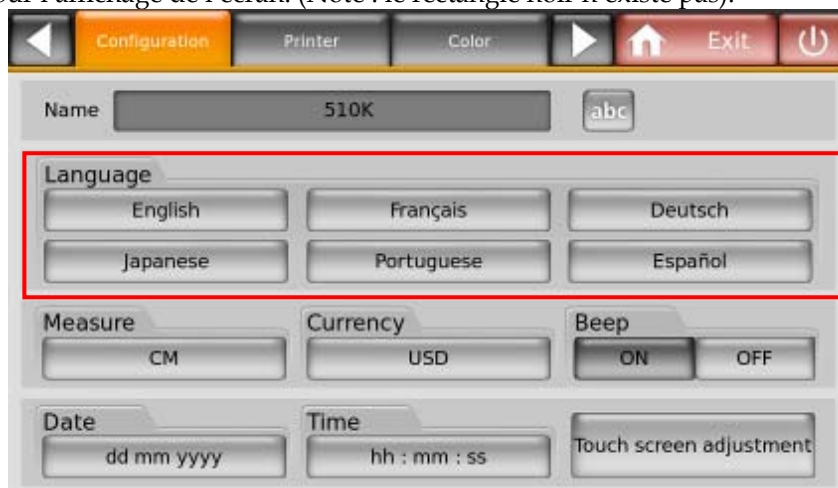 l'affichage de l'écran. (Note : le rectangle noir n'existe pas).
Configuration Printer Color Exit
Name 510K abc
Language
English Français Deutsch
Japanese Portuguese Español
Measure Currency Beep
CM USD ON OFF
Date Time
dd mm yyyy hh : mm : ss Touch screen adjustment